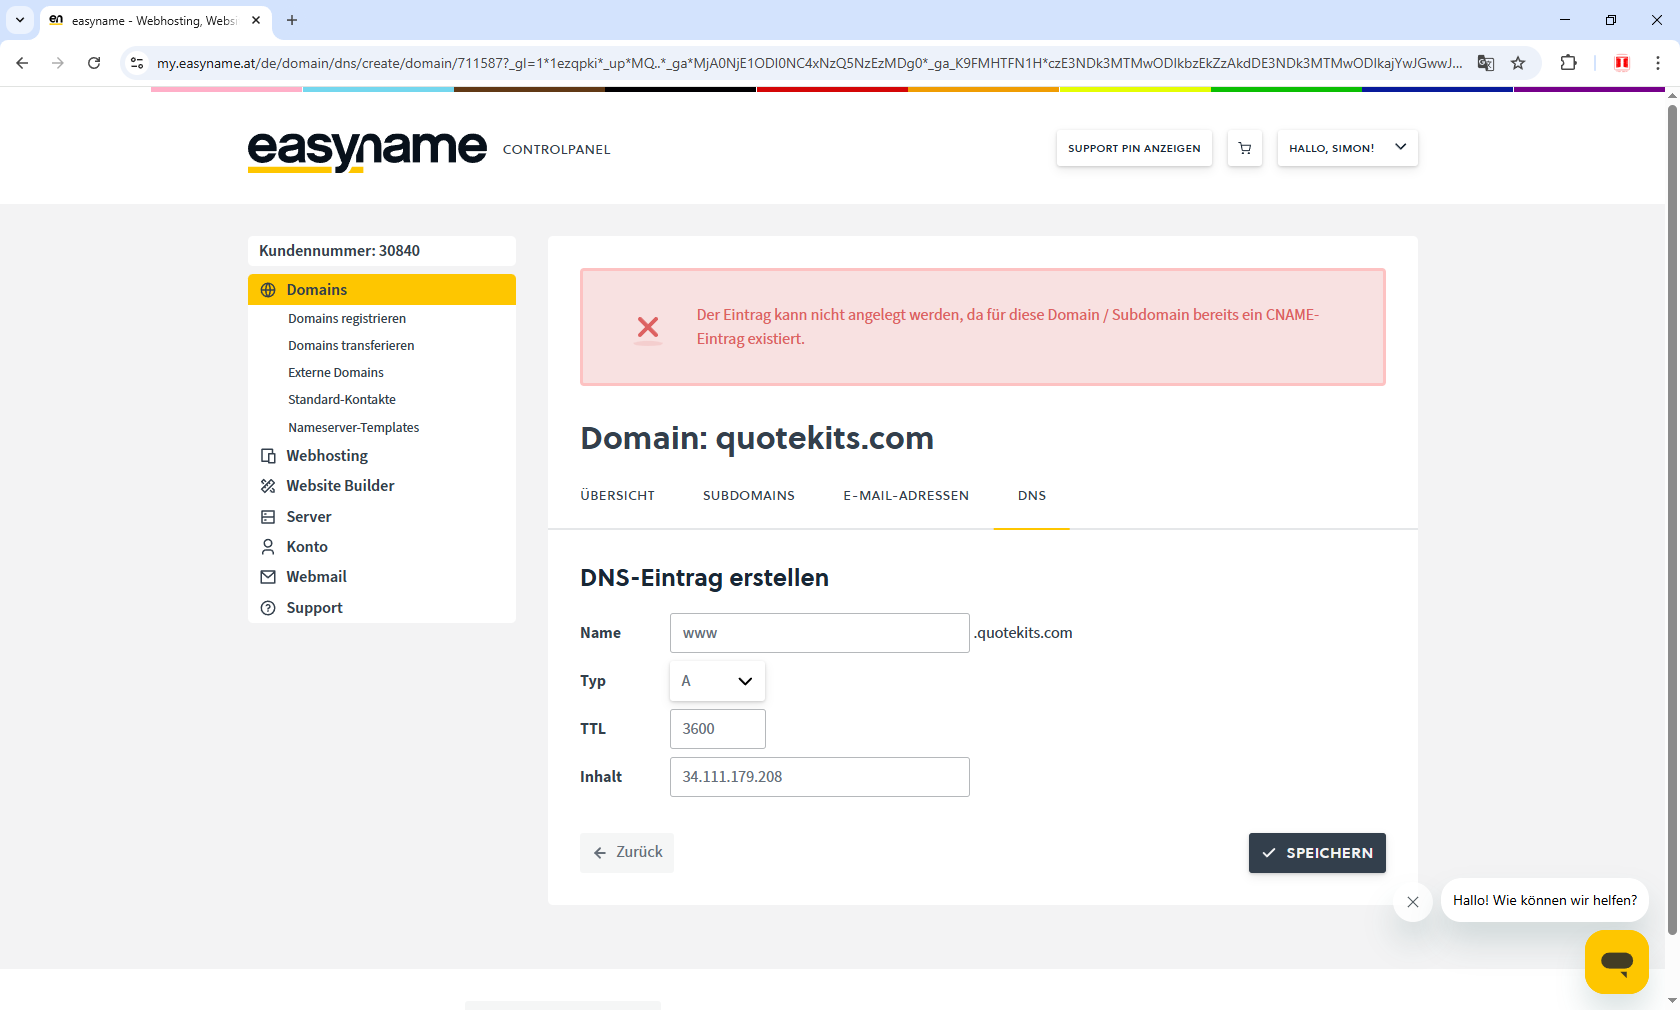 easyname - Webhosting, Websi
my.easyname.at/de/domain/dns/create/domain/711587?_gl=1*1ezqpki*_up*MQ..*_ga*MjA0NjE1ODI0NC4xNzQ5NzEzMDg0*_ga_K9FMHTFN1H*czE3NDk3MTMwODIkbzEkZzAkdDE3NDk3MTMwODIkajYwJGwwJ...
easyname CONTROLPANEL
SUPPORT PIN ANZEIGEN
HALLO, SIMON!
Kundennummer: 30840
Domains
Domains registrieren
Domains transferieren
Externe Domains
Standard-Kontakte
Nameserver-Templates
Webhosting
Website Builder
Server
Konto
Webmail
Support
Der Eintrag kann nicht angelegt werden, da für diese Domain / Subdomain bereits ein CNAME-
Eintrag existiert.
Domain: quotekits.com
ÜBERSICHT SUBDOMAINS E-MAIL-ADRESSEN DNS
DNS-Eintrag erstellen
Name www .quotekits.com
Typ A
TTL 3600
Inhalt 34.111.179.208
Zurück
SPEICHERN
Hallo! Wie können wir helfen?